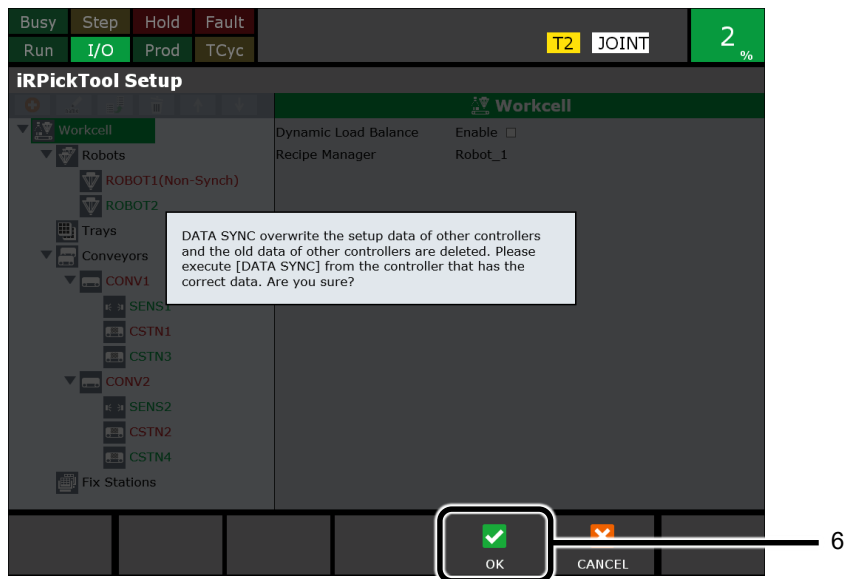 Busy Step Hold Fault
Run I/O Prod TCyc
T2 JOINT
2 %
iRPickTool Setup
Workcell
Workcell
Dynamic Load Balance Enable
Recipe Manager Robot_1
Robots
ROBOT1(Non-Synch)
ROBOT2
Trays
Conveyors
CONV1
SENS1
CSTN1
CSTN3
CONV2
SENS2
CSTN2
CSTN4
Fix Stations
DATA SYNC overwrite the setup data of other controllers
and the old data of other controllers are deleted. Please
execute [DATA SYNC] from the controller that has the
correct data. Are you sure?
OK CANCEL
6